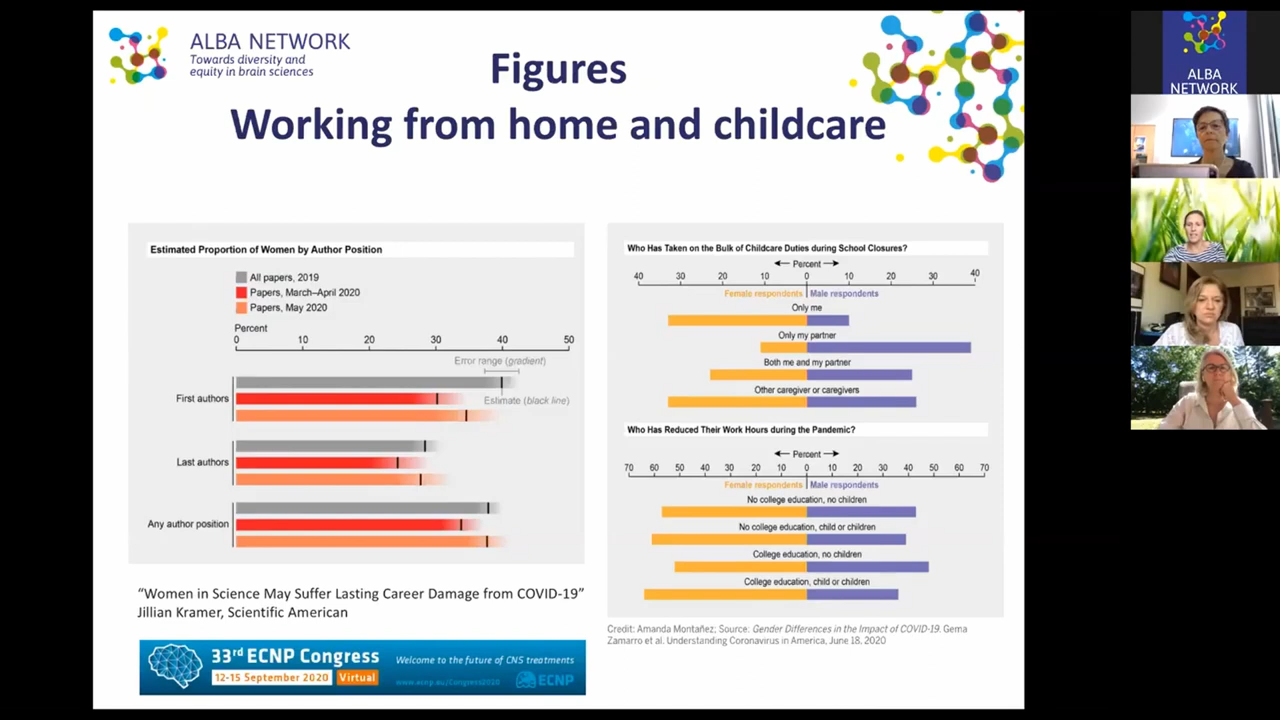 ALBA NETWORK
Towards diversity and
equity in brain sciences
Figures
Working from home and childcare
Estimated Proportion of Women by Author Position
All papers, 2019
Papers, March–April 2020
Papers, May 2020
Percent
0 10 20 30 40 50
Error range (gradient)
First authors
Estimate (black line)
Last authors
Any author position
"Women in Science May Suffer Lasting Career Damage from COVID-19"
Jillian Kramer, Scientific American
33rd ECNP Congress
12-15 September 2020 Virtual
Welcome to the future of CNS treatments
www.ecnp.eu/Congress2020
ECNP
Who Has Taken on the Bulk of Childcare Duties during School Closures?
← Percent →
40 30 20 10 0 10 20 30 40
Female respondents | Male respondents
Only me
Only my partner
Both me and my partner
Other caregiver or caregivers
Who Has Reduced Their Work Hours during the Pandemic?
← Percent →
70 60 50 40 30 20 10 0 10 20 30 40 50 60 70
Female respondents | Male respondents
No college education, no children
No college education, child or children
College education, no children
College education, child or children
Credit: Amanda Montañez; Source: Gender Differences in the Impact of COVID-19. Gema
Zamarro et al. Understanding Coronavirus in America, June 18, 2020
ALBA
NETWORK